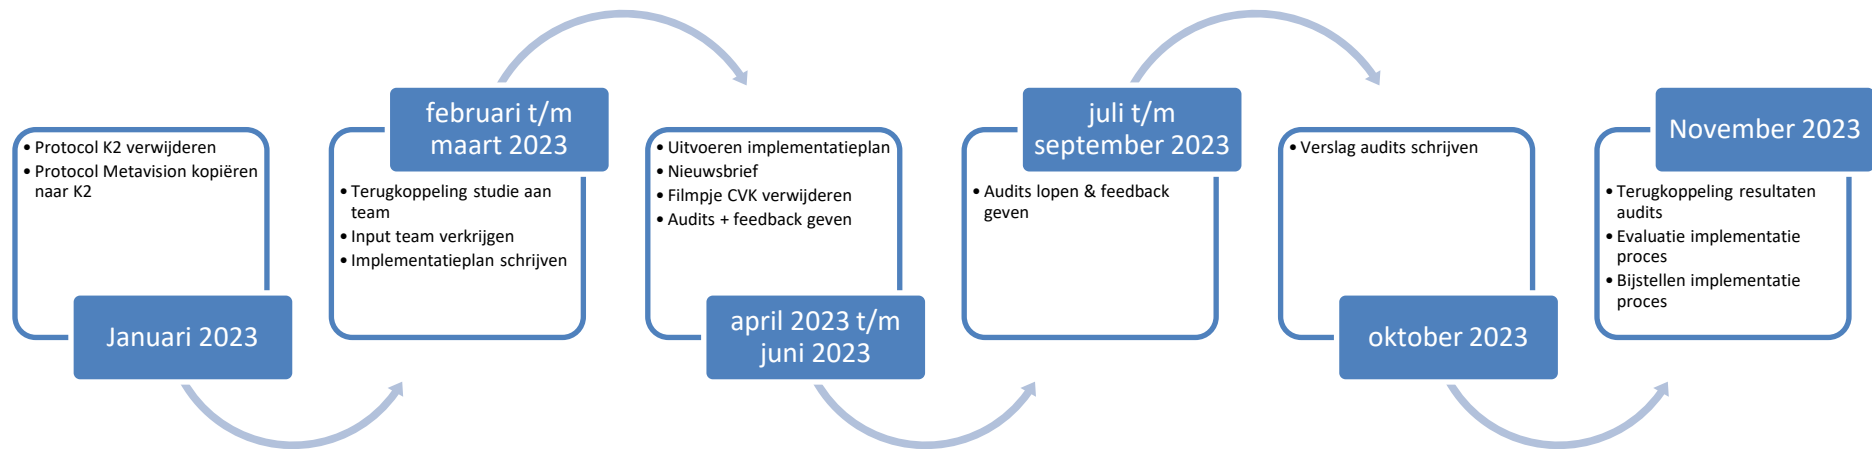 • Protocol K2 verwijderen
• Protocol Metavision kopiëren
naar K2
Januari 2023
februari t/m
maart 2023
• Terugkoppeling studie aan
team
• Input team verkrijgen
• Implementatieplan schrijven
• Uitvoeren implementatieplan
• Nieuwsbrief
• Filmpje CVK verwijderen
• Audits + feedback geven
april 2023 t/m
juni 2023
juli t/m
september 2023
• Audits lopen & feedback
geven
• Verslag audits schrijven
oktober 2023
November 2023
• Terugkoppeling resultaten
audits
• Evaluatie implementatie
proces
• Bijstellen implementatie
proces